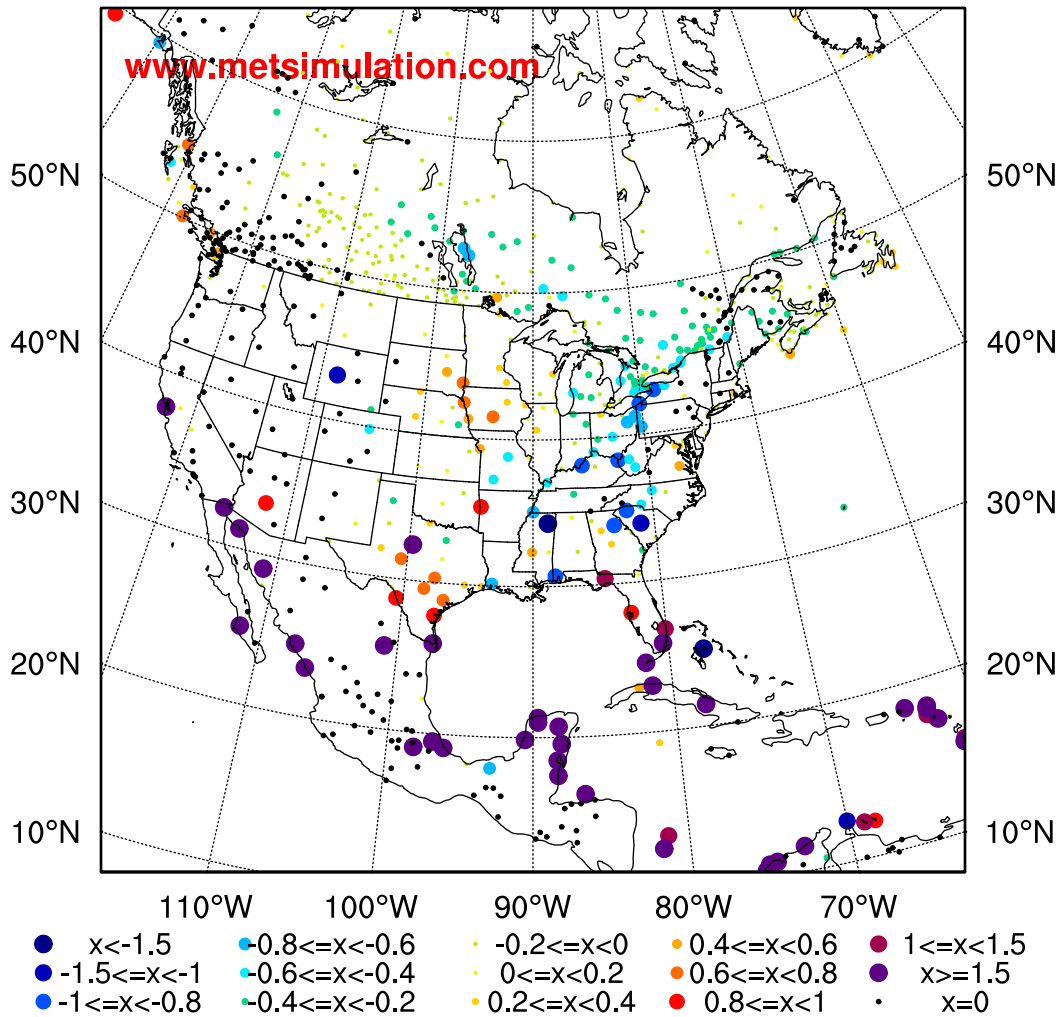 www.metsimulation.com
50°N 50°N
40°N 40°N
30°N 30°N
20°N 20°N
10°N 10°N
110°W 100°W 90°W 80°W 70°W
x<-1.5 -0.8<=x<-0.6 -0.2<=x<0 0.4<=x<0.6 1<=x<1.5
-1.5<=x<-1 -0.6<=x<-0.4 0<=x<0.2 0.6<=x<0.8 x>=1.5
-1<=x<-0.8 -0.4<=x<-0.2 0.2<=x<0.4 0.8<=x<1 x=0